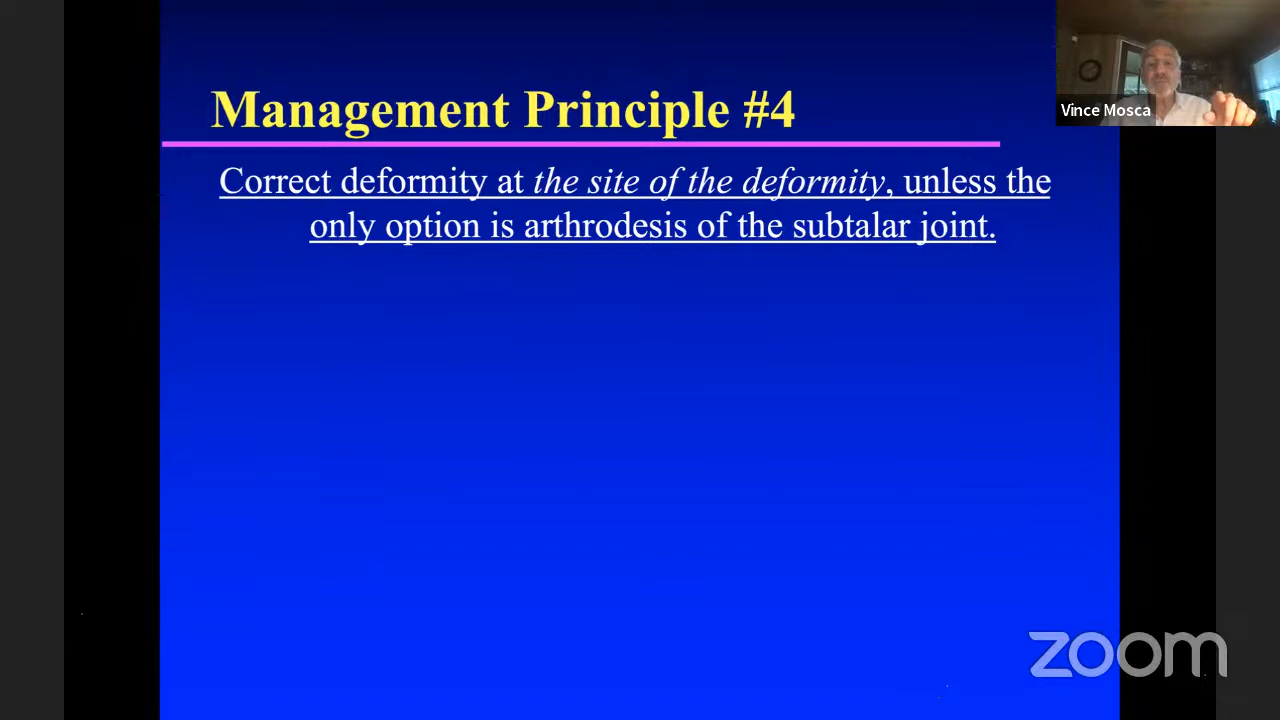 Management Principle #4
Vince Mosca
Correct deformity at the site of the deformity, unless the
only option is arthrodesis of the subtalar joint.
zoom